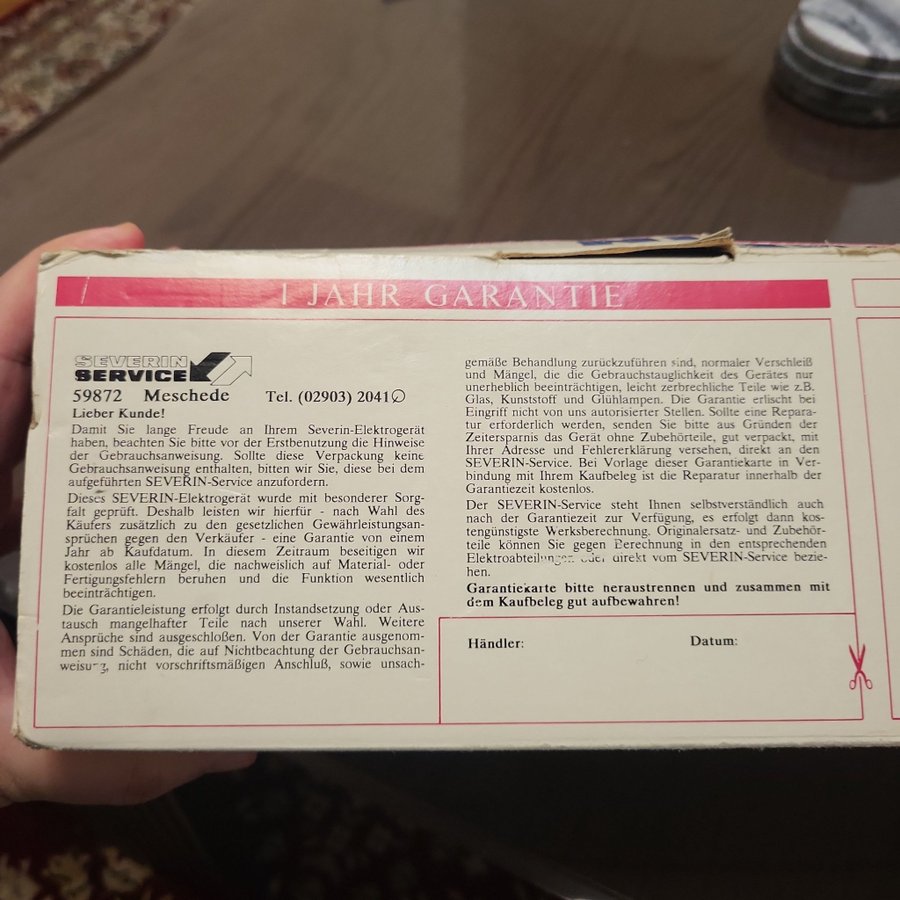 1 JAHR GARANTIE
SEVERIN
SERVICE
59872 Meschede Tel. (02903) 2041
Lieber Kunde!
Damit Sie lange Freude an Ihrem Severin-Elektrogerät
haben, beachten Sie bitte vor der Erstbenutzung die Hinweise
der Gebrauchsanweisung. Sollte diese Verpackung keine
Gebrauchsanweisung enthalten, bitten wir Sie, diese bei dem
aufgeführten SEVERIN-Service anzufordern.
Dieses SEVERIN-Elektrogerät wurde mit besonderer Sorg-
falt geprüft. Deshalb leisten wir hierfür - nach Wahl des
Käufers zusätzlich zu den gesetzlichen Gewährleistungsan-
sprüchen gegen den Verkäufer - eine Garantie von einem
Jahr ab Kaufdatum. In diesem Zeitraum beseitigen wir
kostenlos alle Mängel, die nachweislich auf Material- oder
Fertigungsfehlern beruhen und die Funktion wesentlich
beeinträchtigen.
Die Garantieleistung erfolgt durch Instandsetzung oder Aus-
tausch mangelhafter Teile nach unserer Wahl. Weitere
Ansprüche sind ausgeschloßen. Von der Garantie ausgenom-
men sind Schäden, die auf Nichtbeachtung der Gebrauchsan-
weisung, nicht vorschriftsmäßigen Anschluß, sowie unsach-
gemäße Behandlung zurückzuführen sind, normaler Verschleiß
und Mängel, die die Gebrauchstauglichkeit des Gerätes nur
unerheblich beeinträchtigen, leicht zerbrechliche Teile wie z.B.
Glas, Kunststoff und Glühlampen. Die Garantie erlischt bei
Eingriff nicht von uns autorisierter Stellen. Sollte eine Repara-
tur erforderlich werden, senden Sie bitte aus Gründen der
Zeitersparnis das Gerät ohne Zubehörteile, gut verpackt, mit
Ihrer Adresse und Fehlererklärung versehen, direkt an den
SEVERIN-Service. Bei Vorlage dieser Garantiekarte in Ver-
bindung mit Ihrem Kaufbeleg ist die Reparatur innerhalb der
Garantiezeit kostenlos.
Der SEVERIN-Service steht Ihnen selbstverständlich auch
nach der Garantiezeit zur Verfügung, es erfolgt dann kos-
tengünstigste Werksberechnung. Originalersatz- und Zubehör-
teile können Sie gegen Berechnung in den entsprechenden
Elektroabteilungen oder direkt vom SEVERIN-Service bezie-
hen.
Garantiekarte bitte heraustrennen und zusammen mit
dem Kaufbeleg gut aufbewahren!
Händler: Datum: